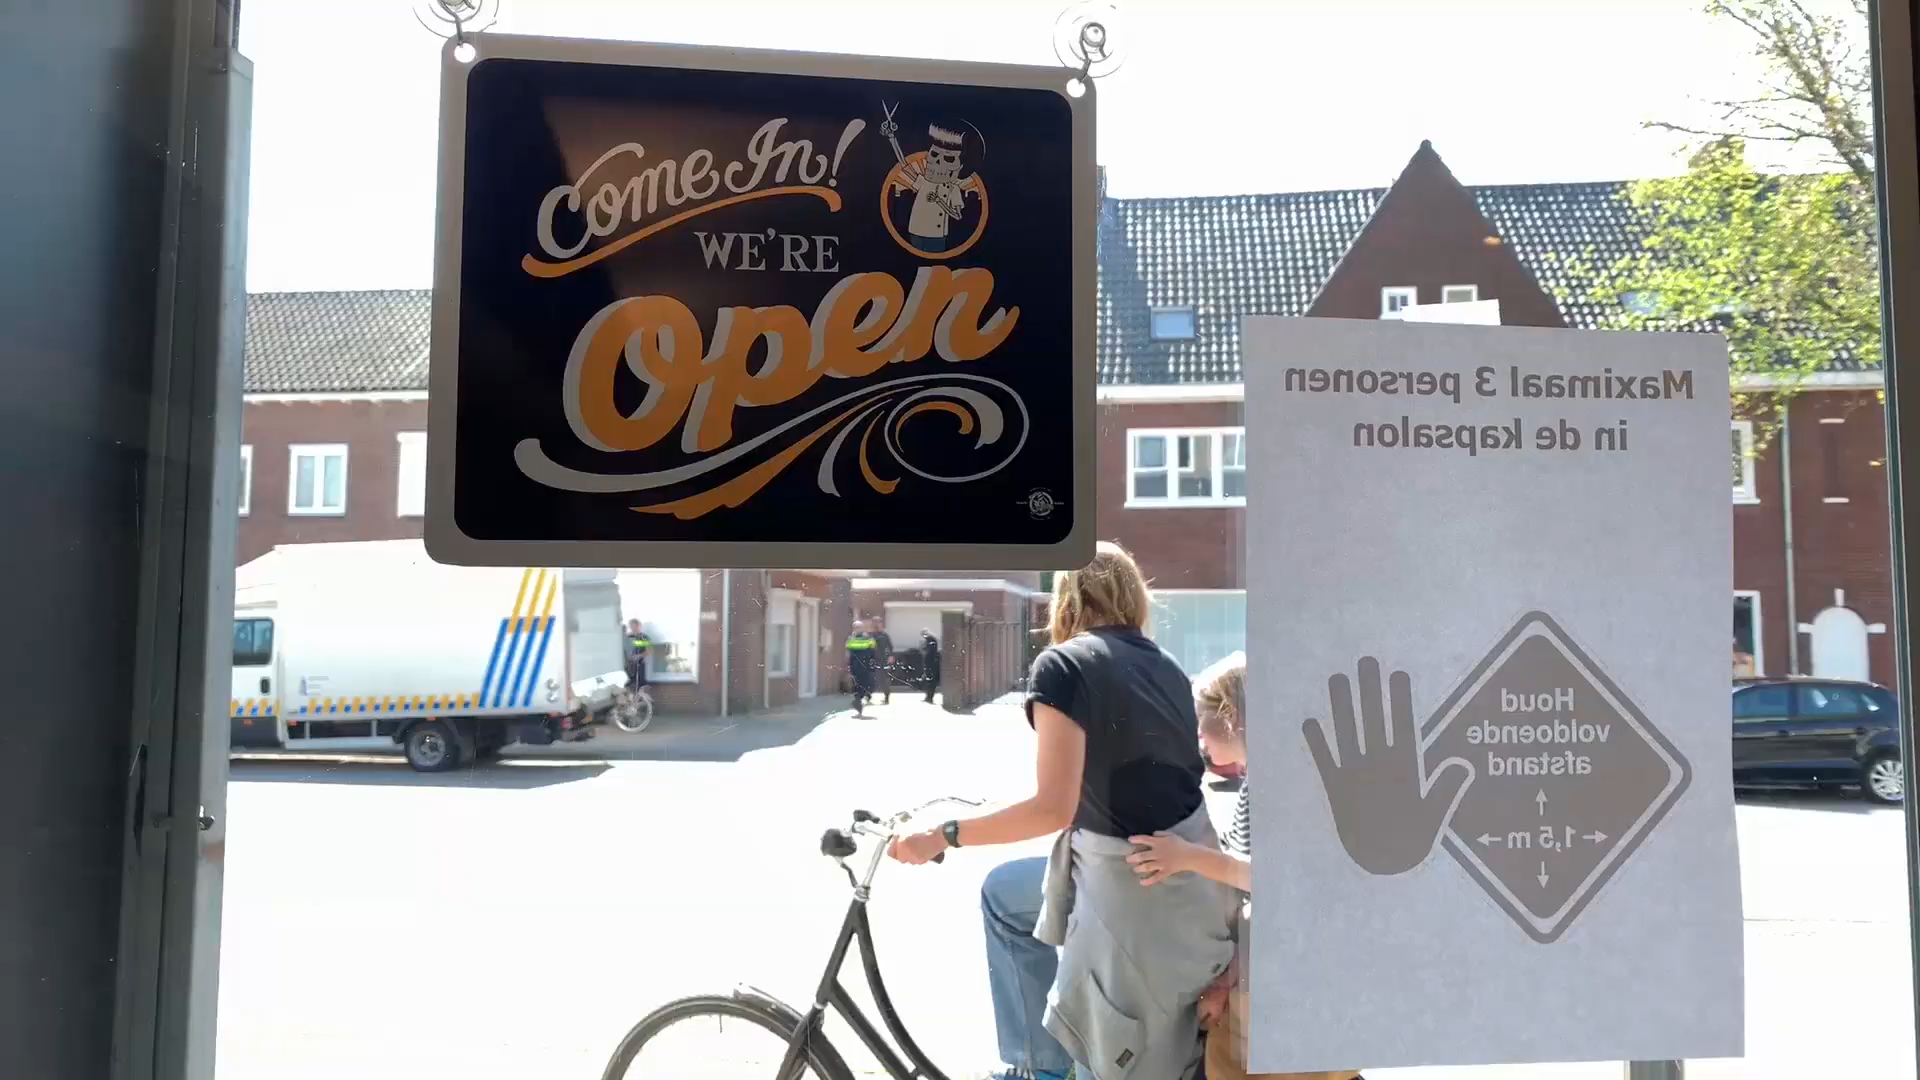 Come In!
WE'RE
Open
Maximaal 3 personen
in de kapsalon
Houd
voldoende
afstand
1,5 m